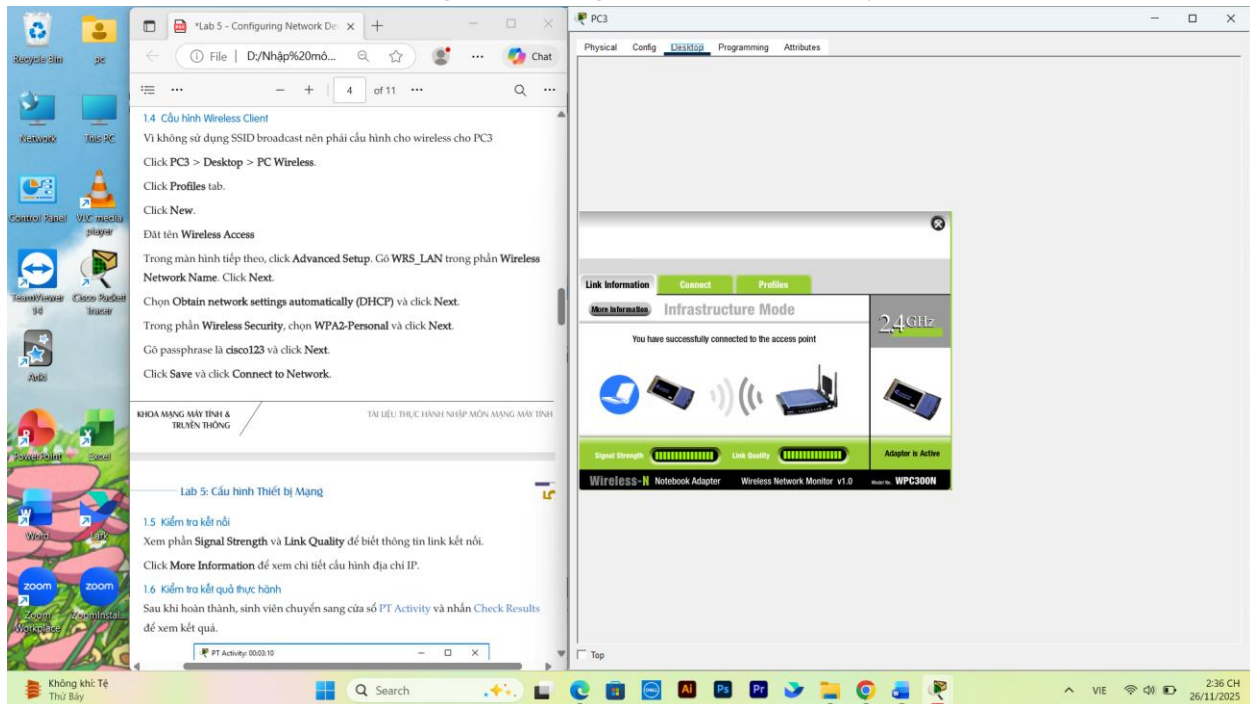 Recycle Bin
pc
Network
This PC
Control Panel
VLC media player
TeamViewer 14
Cisco Packet Tracer
Anki
PowerPoint
Excel
Word
Lark
Zoom Workplace
ZoomInstal...
zoom
zoom
*Lab 5 - Configuring Network De
File | D:/Nhập%20mô...
Chat
4 of 11
1.4 Cấu hình Wireless Client
Vì không sử dụng SSID broadcast nên phải cấu hình cho wireless cho PC3
Click PC3 > Desktop > PC Wireless.
Click Profiles tab.
Click New.
Đặt tên Wireless Access
Trong màn hình tiếp theo, click Advanced Setup. Gõ WRS_LAN trong phần Wireless
Network Name. Click Next.
Chọn Obtain network settings automatically (DHCP) và click Next.
Trong phần Wireless Security, chọn WPA2-Personal và click Next.
Gõ passphrase là cisco123 và click Next.
Click Save và click Connect to Network.
KHOA MẠNG MÁY TÍNH &
TRUYỀN THÔNG
TÀI LIỆU THỰC HÀNH NHẬP MÔN MẠNG MÁY TÍNH
Lab 5: Cấu hình Thiết bị Mạng
1.5 Kiểm tra kết nối
Xem phần Signal Strength và Link Quality để biết thông tin link kết nối.
Click More Information để xem chi tiết cấu hình địa chỉ IP.
1.6 Kiểm tra kết quả thực hành
Sau khi hoàn thành, sinh viên chuyển sang cửa sổ PT Activity và nhấn Check Results
để xem kết quả.
PT Activity: 00:03:10
PC3
Physical Config Desktop Programming Attributes
Link Information Connect Profiles
More Information Infrastructure Mode
2.4GHz
You have successfully connected to the access point
Signal Strength Link Quality Adapter is Active
Wireless-N Notebook Adapter Wireless Network Monitor v1.0 Model No. WPC300N
Top
Không khí: Tệ
Thứ Bảy
Search
DELL
Ai
Ps
Pr
VIE
2:36 CH
26/11/2025